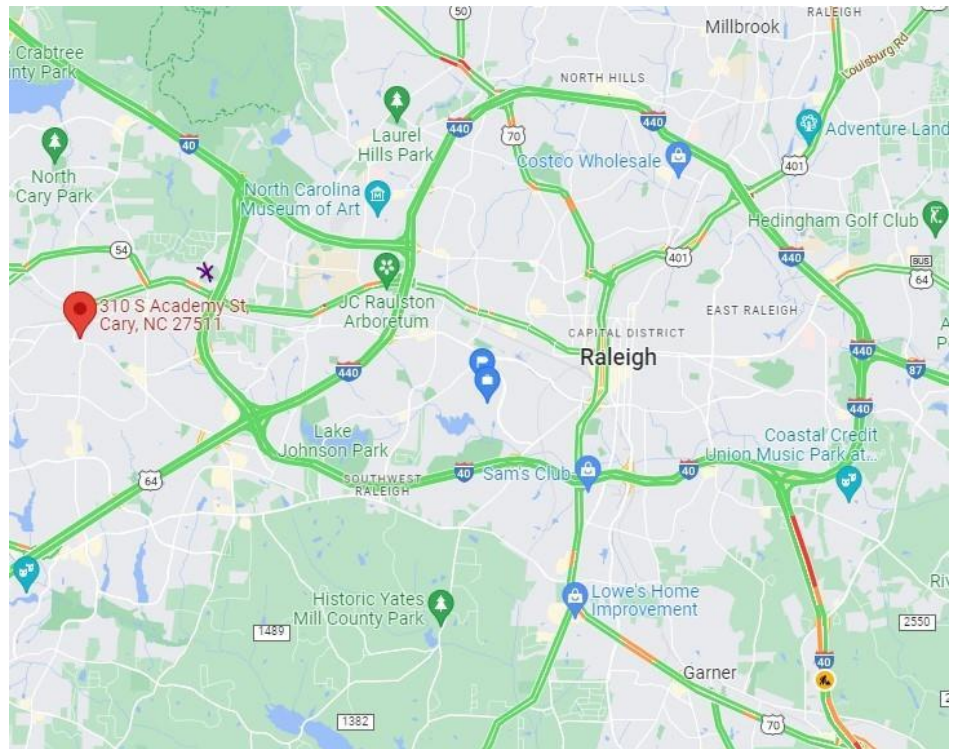 50
Millbrook
RALEIGH
Louisburg Rd
Crabtree
nty Park
NORTH HILLS
40
Laurel
Hills Park
440
70
440
Adventure Land
Costco Wholesale
401
North
Cary Park
North Carolina
Museum of Art
Hedingham Golf Club
54
401
440
BUS
64
310 S Academy St,
Cary, NC 27511
JC Raulston
Arboretum
EAST RALEIGH
CAPITAL DISTRICT
Raleigh
440
440
87
440
Lake
Johnson Park
Coastal Credit
Union Music Park at...
64
SOUTHWEST
RALEIGH
40
Sam's Club
40
Historic Yates
Mill County Park
Lowe's Home
Improvement
1489
2550
Garner
40
1382
70